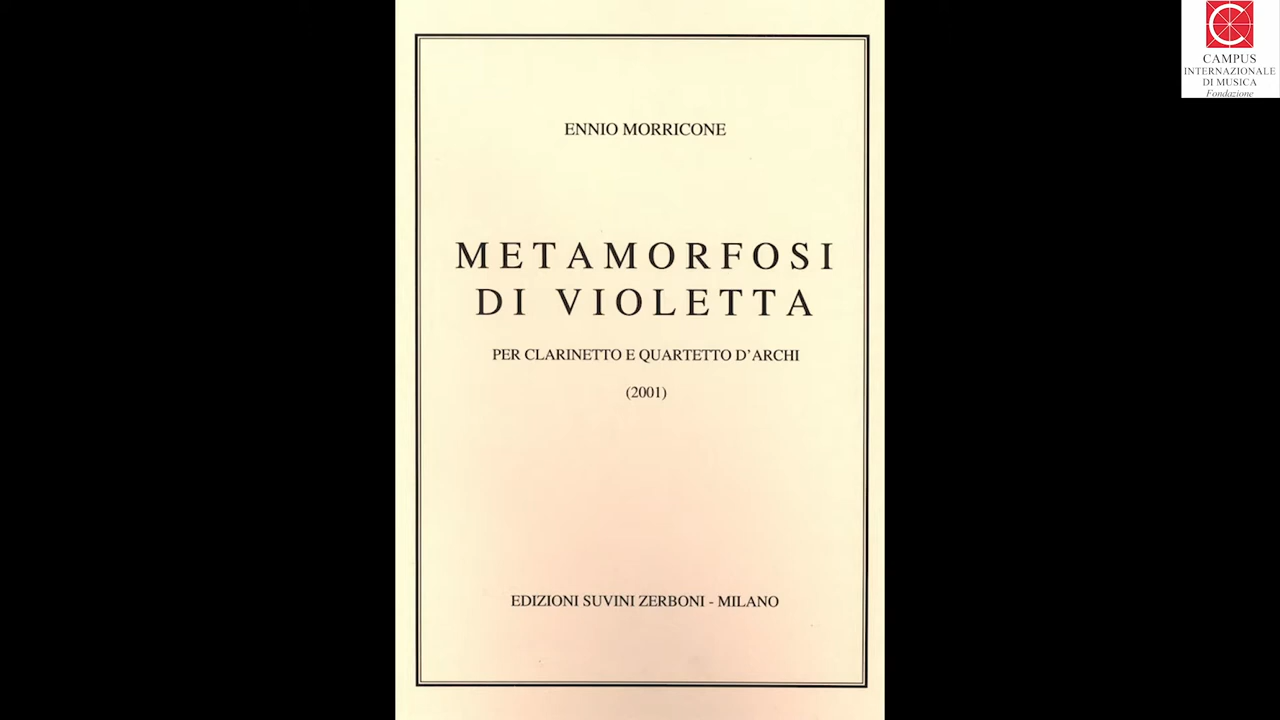 ENNIO MORRICONE
METAMORFOSI
DI VIOLETTA
PER CLARINETTO E QUARTETTO D'ARCHI
(2001)
EDIZIONI SUVINI ZERBONI - MILANO
CAMPUS
INTERNAZIONALE
DI MUSICA
Fondazione